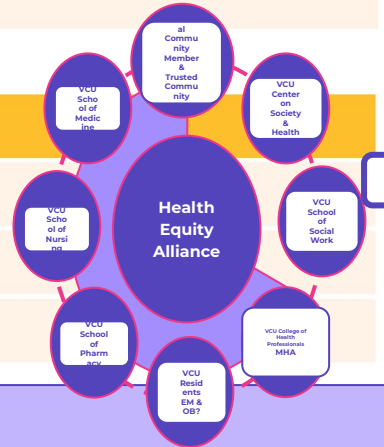 al
Commu
nity
Member
&
Trusted
Commu
nity
VCU
Scho
ol of
Medic
ine
VCU
Center
on
Society
&
Health
Health
Equity
Alliance
VCU
Scho
ol of
Nursi
ng
VCU
School
of
Social
Work
VCU
School
of
Pharm
acy
VCU College of
Health
Professionals
MHA
VCU
Resid
ents
EM &
OB?